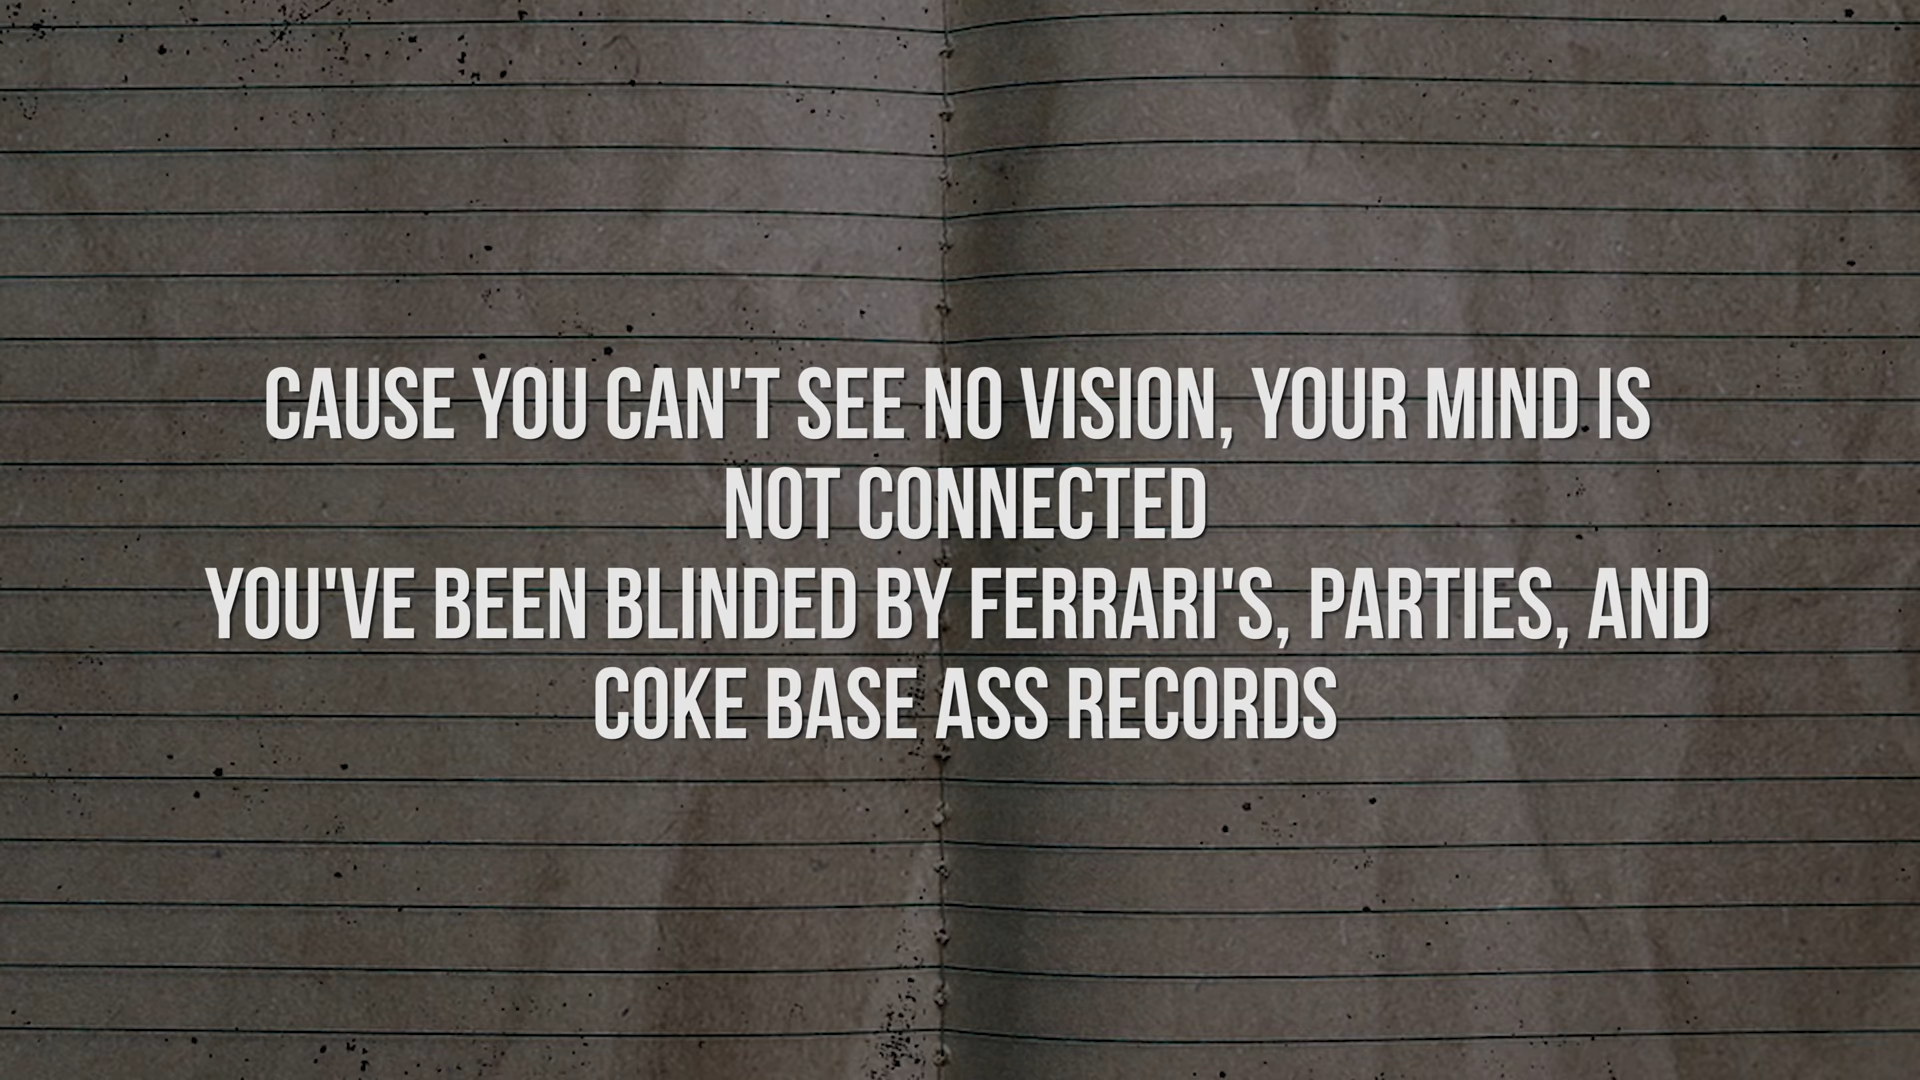 CAUSE YOU CAN'T SEE NO VISION, YOUR MIND IS
NOT CONNECTED
YOU'VE BEEN BLINDED BY FERRARI'S, PARTIES, AND
COKE BASE ASS RECORDS